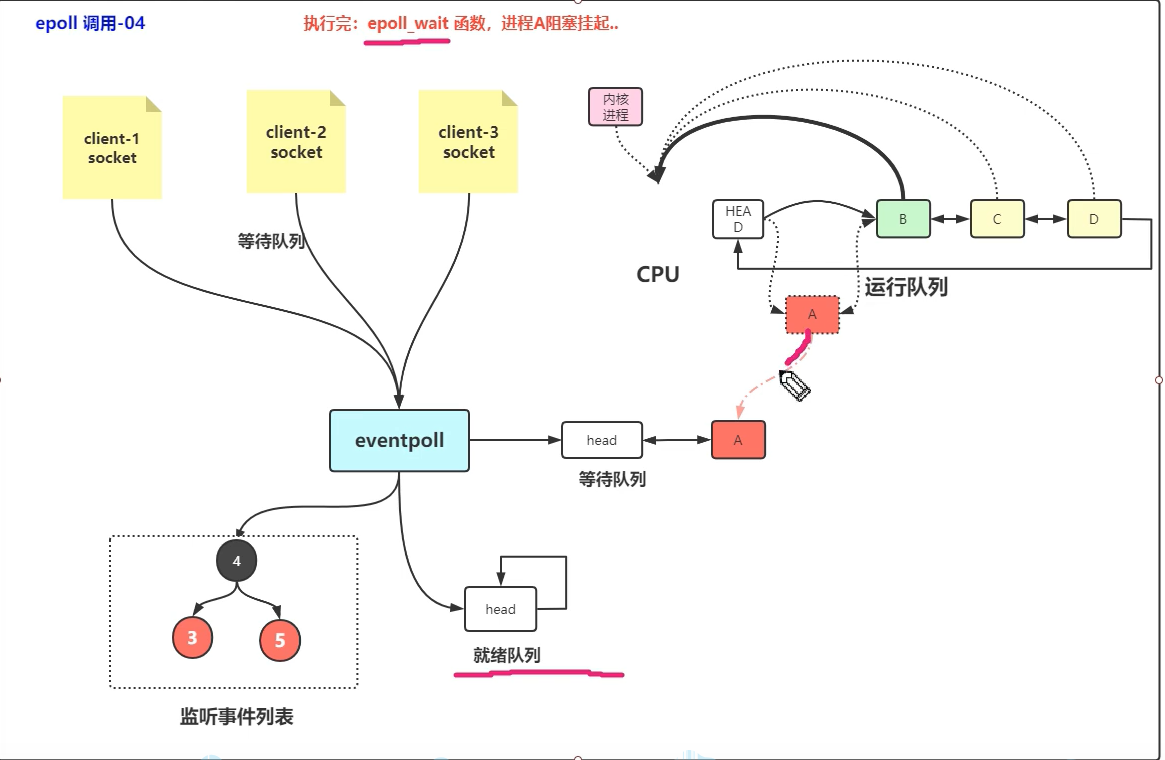 epoll 调用-04
执行完：epoll_wait 函数，进程A阻塞挂起..
client-1
socket
client-2
socket
client-3
socket
内核
进程
等待队列
HEA
D
B
C
D
CPU
运行队列
A
eventpoll
head
A
等待队列
4
3
5
head
就绪队列
监听事件列表